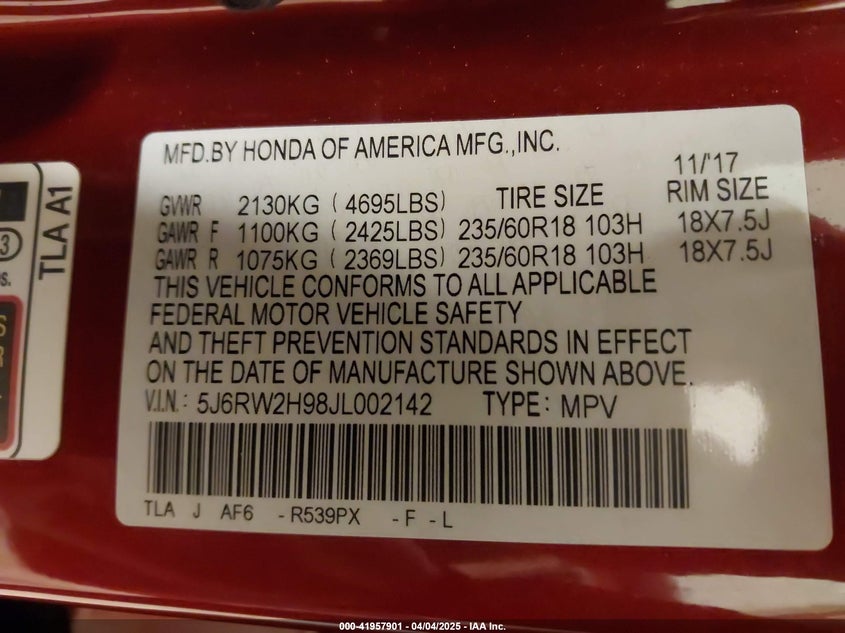 MFD.BY HONDA OF AMERICA MFG.,INC.
11/'17
GVWR 2130KG ( 4695LBS) TIRE SIZE RIM SIZE
GAWR F 1100KG ( 2425LBS) 235/60R18 103H 18X7.5J
GAWR R 1075KG ( 2369LBS) 235/60R18 103H 18X7.5J
THIS VEHICLE CONFORMS TO ALL APPLICABLE
FEDERAL MOTOR VEHICLE SAFETY
AND THEFT PREVENTION STANDARDS IN EFFECT
ON THE DATE OF MANUFACTURE SHOWN ABOVE.
V.I.N.: 5J6RW2H98JL002142 TYPE: MPV
TLA J AF6 -R539PX -F -L
TLA A1
000-41957901 - 04/04/2025 - IAA Inc.